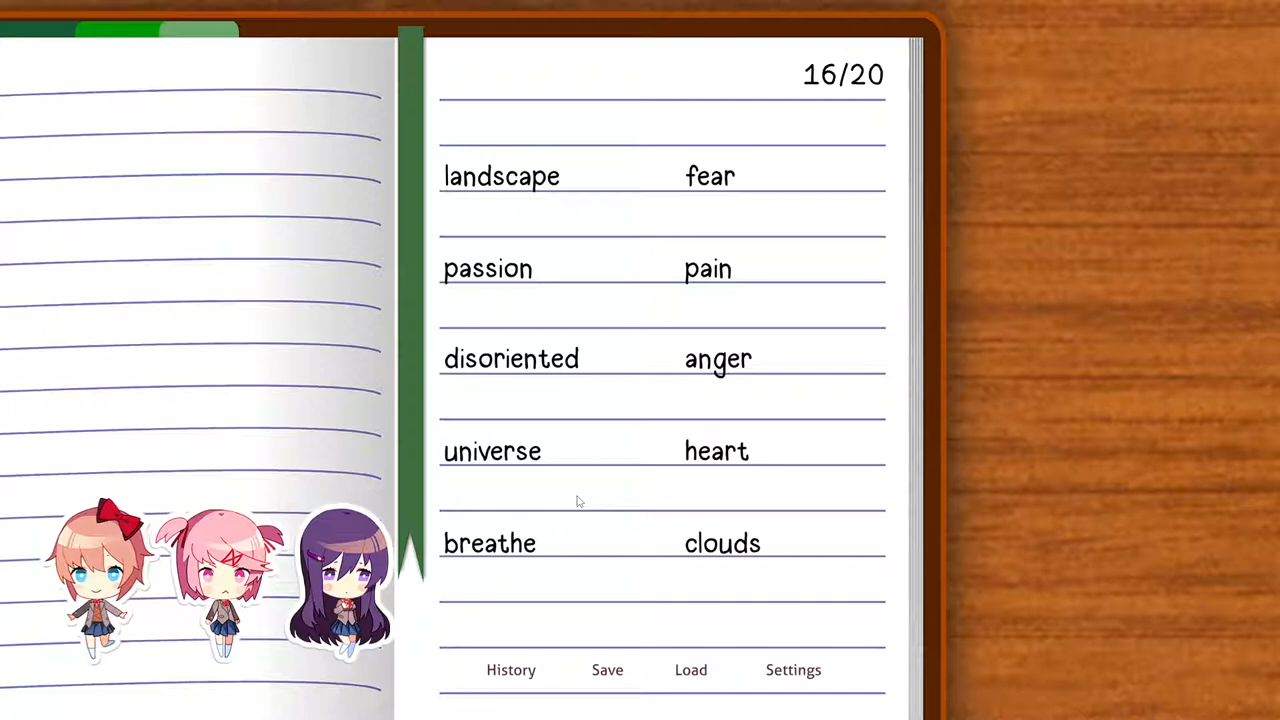 16/20
landscape fear
passion pain
disoriented anger
universe heart
breathe clouds
History Save Load Settings